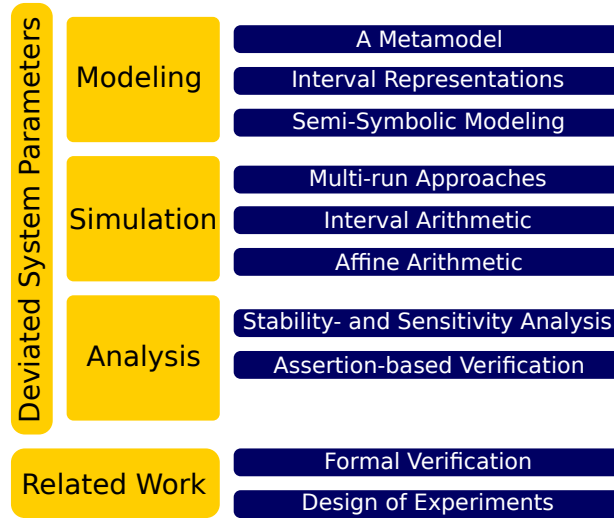 Deviated System Parameters
Modeling
A Metamodel
Interval Representations
Semi-Symbolic Modeling
Simulation
Multi-run Approaches
Interval Arithmetic
Affine Arithmetic
Analysis
Stability- and Sensitivity Analysis
Assertion-based Verification
Related Work
Formal Verification
Design of Experiments